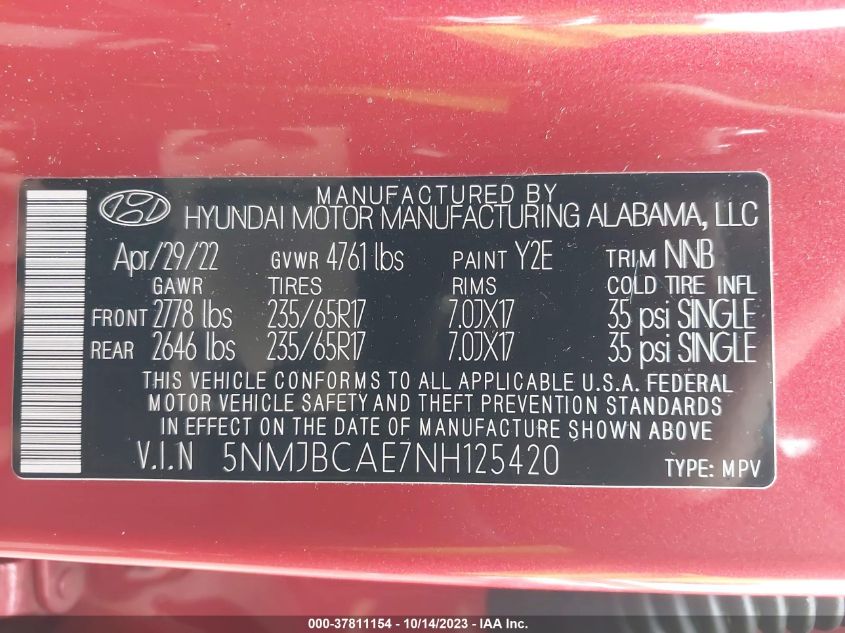 MANUFACTURED BY
HYUNDAI MOTOR MANUFACTURING ALABAMA, LLC
Apr/29/22 GVWR 4761 lbs PAINT Y2E TRIM NNB
GAWR TIRES RIMS COLD TIRE INFL
FRONT 2778 lbs 235/65R17 7.0JX17 35 psi SINGLE
REAR 2646 lbs 235/65R17 7.0JX17 35 psi SINGLE
THIS VEHICLE CONFORMS TO ALL APPLICABLE U.S.A. FEDERAL
MOTOR VEHICLE SAFETY AND THEFT PREVENTION STANDARDS
IN EFFECT ON THE DATE OF MANUFACTURE SHOWN ABOVE
V.I.N 5NMJBCAE7NH125420 TYPE: MPV
000-37811154 - 10/14/2023 - IAA Inc.